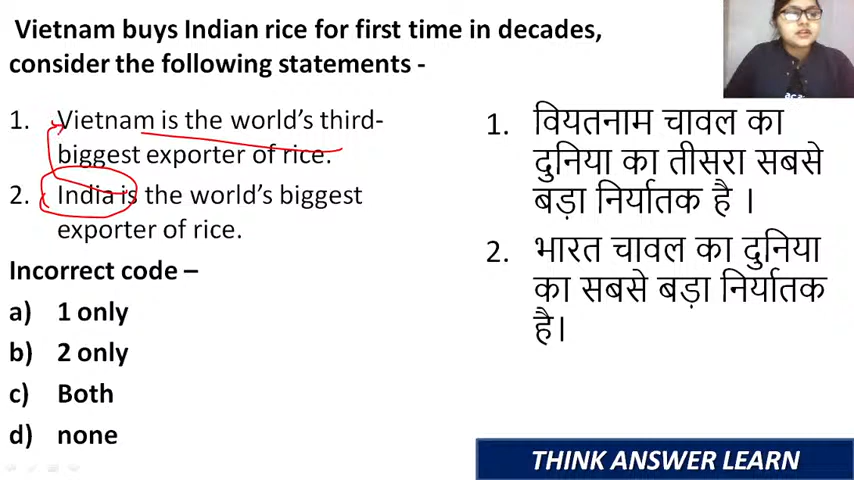 Vietnam buys Indian rice for first time in decades,
consider the following statements -
1. Vietnam is the world's third-
biggest exporter of rice.
2. India is the world's biggest
exporter of rice.
Incorrect code –
a) 1 only
b) 2 only
c) Both
d) none
1. वियतनाम चावल का
दुनिया का तीसरा सबसे
बड़ा निर्यातक है ।
2. भारत चावल का दुनिया
का सबसे बड़ा निर्यातक
है।
THINK ANSWER LEARN